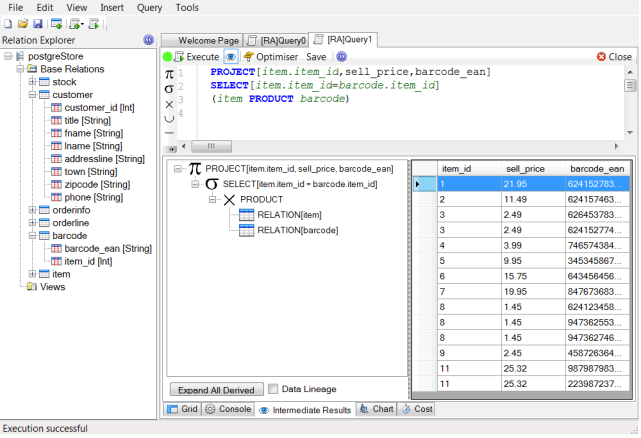 File Edit View Insert Query Tools
Relation Explorer
Welcome Page [RA]Query0 [RA]Query1
Execute Optimiser Save Close
postgreStore
Base Relations
stock
customer
customer_id [Int]
title [String]
fname [String]
lname [String]
addressline [String]
town [String]
zipcode [String]
phone [String]
orderinfo
orderline
barcode
barcode_ean [String]
item_id [Int]
item
Views
π
σ
×
∪
−
1 PROJECT[item.item_id,sell_price,barcode_ean]
2 SELECT[item.item_id=barcode.item_id]
3 (item PRODUCT barcode)
4
π PROJECT[item.item_id, sell_price, barcode_ean]
σ SELECT[item.item_id = barcode.item_id]
× PRODUCT
RELATION[item]
RELATION[barcode]
item_id sell_price barcode_ean
1 21.95 624152783...
2 11.49 624157463...
3 2.49 626453783...
3 2.49 624152774...
4 3.99 746574384...
5 9.95 345345867...
6 15.75 643456456...
7 19.95 847673683...
8 1.45 624123458...
8 1.45 947362553...
8 1.45 947362746...
9 2.45 458726364...
11 25.32 987987983...
11 25.32 223987237...
Expand All Derived Data Lineage
Grid Console Intermediate Results Chart Cost
Execution successful